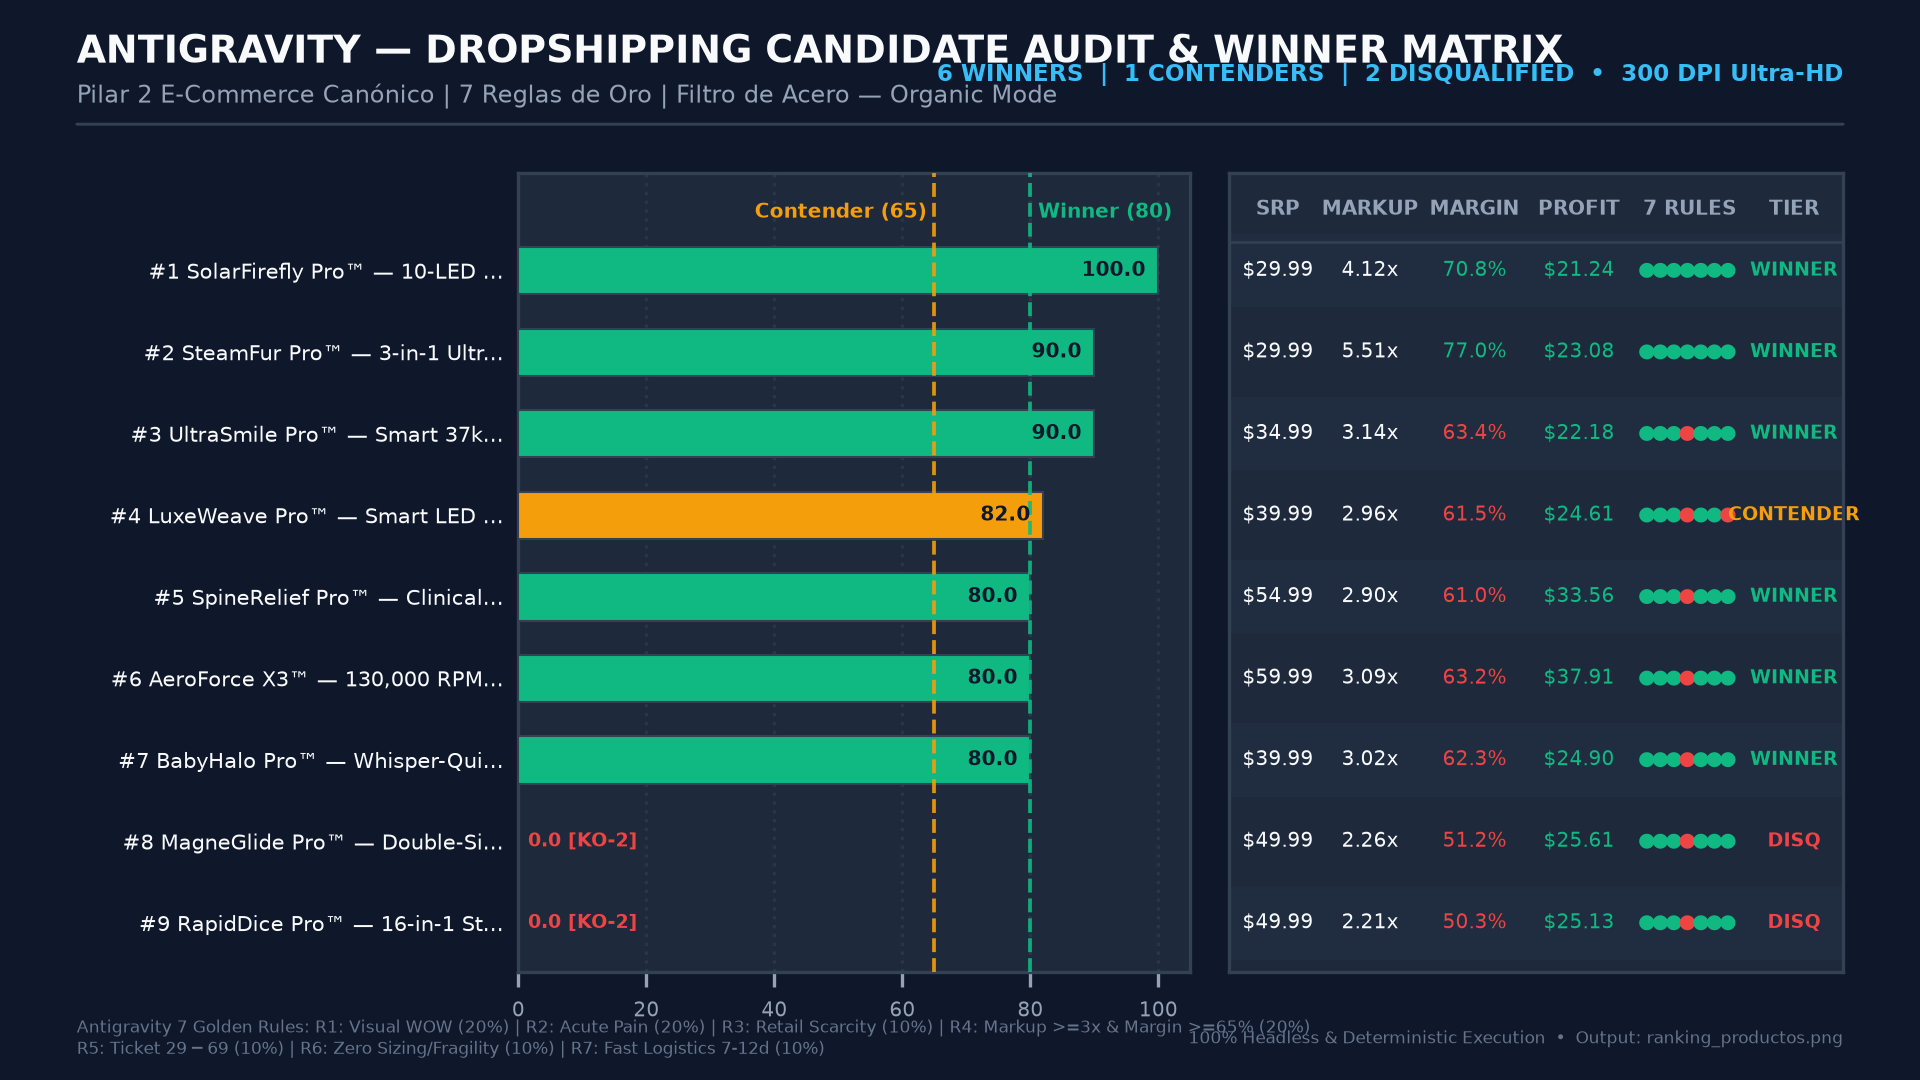 ANTIGRAVITY — DROPSHIPPING CANDIDATE AUDIT & WINNER MATRIX
6 WINNERS | 1 CONTENDERS | 2 DISQUALIFIED • 300 DPI Ultra-HD
Pilar 2 E-Commerce Canónico | 7 Reglas de Oro | Filtro de Acero — Organic Mode
Contender (65) Winner (80)
SRP MARKUP MARGIN PROFIT 7 RULES TIER
#1 SolarFirefly Pro™ — 10-LED ... 100.0 $29.99 4.12x 70.8% $21.24 WINNER
#2 SteamFur Pro™ — 3-in-1 Ultr... 90.0 $29.99 5.51x 77.0% $23.08 WINNER
#3 UltraSmile Pro™ — Smart 37k... 90.0 $34.99 3.14x 63.4% $22.18 WINNER
#4 LuxeWeave Pro™ — Smart LED ... 82.0 $39.99 2.96x 61.5% $24.61 CONTENDER
#5 SpineRelief Pro™ — Clinical... 80.0 $54.99 2.90x 61.0% $33.56 WINNER
#6 AeroForce X3™ — 130,000 RPM... 80.0 $59.99 3.09x 63.2% $37.91 WINNER
#7 BabyHalo Pro™ — Whisper-Qui... 80.0 $39.99 3.02x 62.3% $24.90 WINNER
#8 MagneGlide Pro™ — Double-Si... 0.0 [KO-2] $49.99 2.26x 51.2% $25.61 DISQ
#9 RapidDice Pro™ — 16-in-1 St... 0.0 [KO-2] $49.99 2.21x 50.3% $25.13 DISQ
0 20 40 60 80 100
Antigravity 7 Golden Rules: R1: Visual WOW (20%) | R2: Acute Pain (20%) | R3: Retail Scarcity (10%) | R4: Markup >=3x & Margin >=65% (20%)
R5: Ticket 29−69 (10%) | R6: Zero Sizing/Fragility (10%) | R7: Fast Logistics 7-12d (10%)
100% Headless & Deterministic Execution • Output: ranking_productos.png